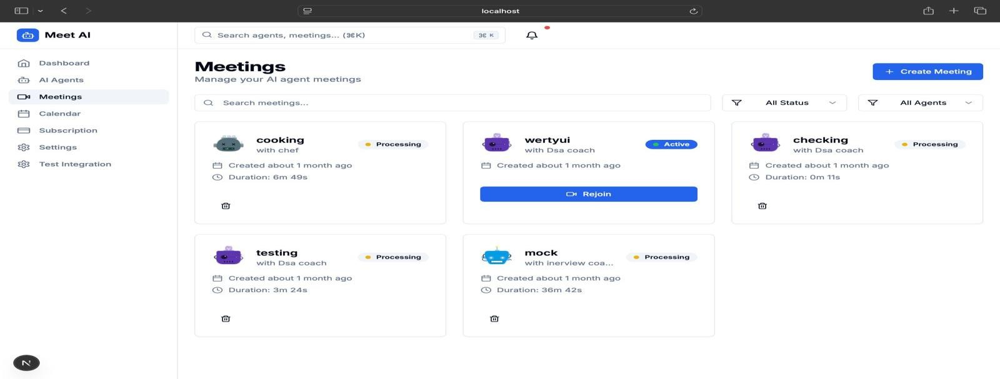 localhost
Meet AI
Search agents, meetings... (⌘K)
⌘ K
Dashboard
AI Agents
Meetings
Calendar
Subscription
Settings
Test Integration
Meetings
Manage your AI agent meetings
+ Create Meeting
Search meetings...
All Status
All Agents
cooking
with chef
Processing
Created about 1 month ago
Duration: 6m 49s
wertyui
with Dsa coach
Active
Created about 1 month ago
Rejoin
checking
with Dsa coach
Processing
Created about 1 month ago
Duration: 0m 11s
testing
with Dsa coach
Processing
Created about 1 month ago
Duration: 3m 24s
mock
with inerview coa...
Processing
Created about 1 month ago
Duration: 36m 42s
N